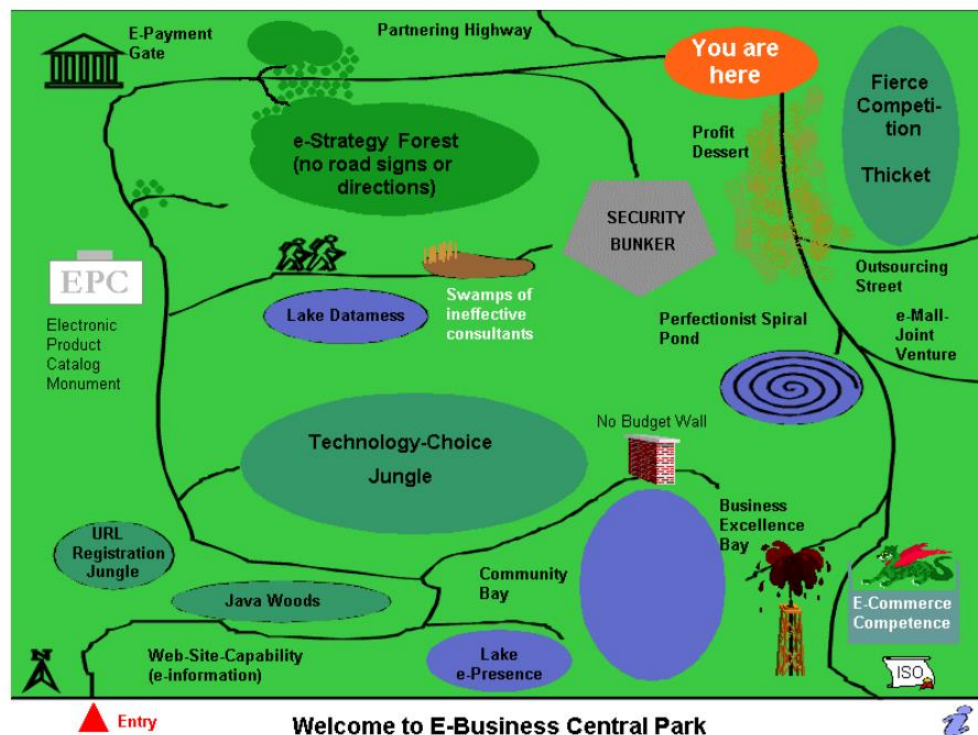 E-Payment
Gate
Partnering Highway
You are
here
Fierce
Competi-
tion
Thicket
e-Strategy Forest
(no road signs or
directions)
Profit
Dessert
SECURITY
BUNKER
EPC
Electronic
Product
Catalog
Monument
Lake Datamess
Swamps of
ineffective
consultants
Outsourcing
Street
Perfectionist Spiral
Pond
e-Mall-
Joint
Venture
Technology-Choice
Jungle
No Budget Wall
Business
Excellence
Bay
URL
Registration
Jungle
Java Woods
Community
Bay
E-Commerce
Competence
N
Web-Site-Capability
(e-information)
Lake
e-Presence
ISO
Entry
Welcome to E-Business Central Park
i